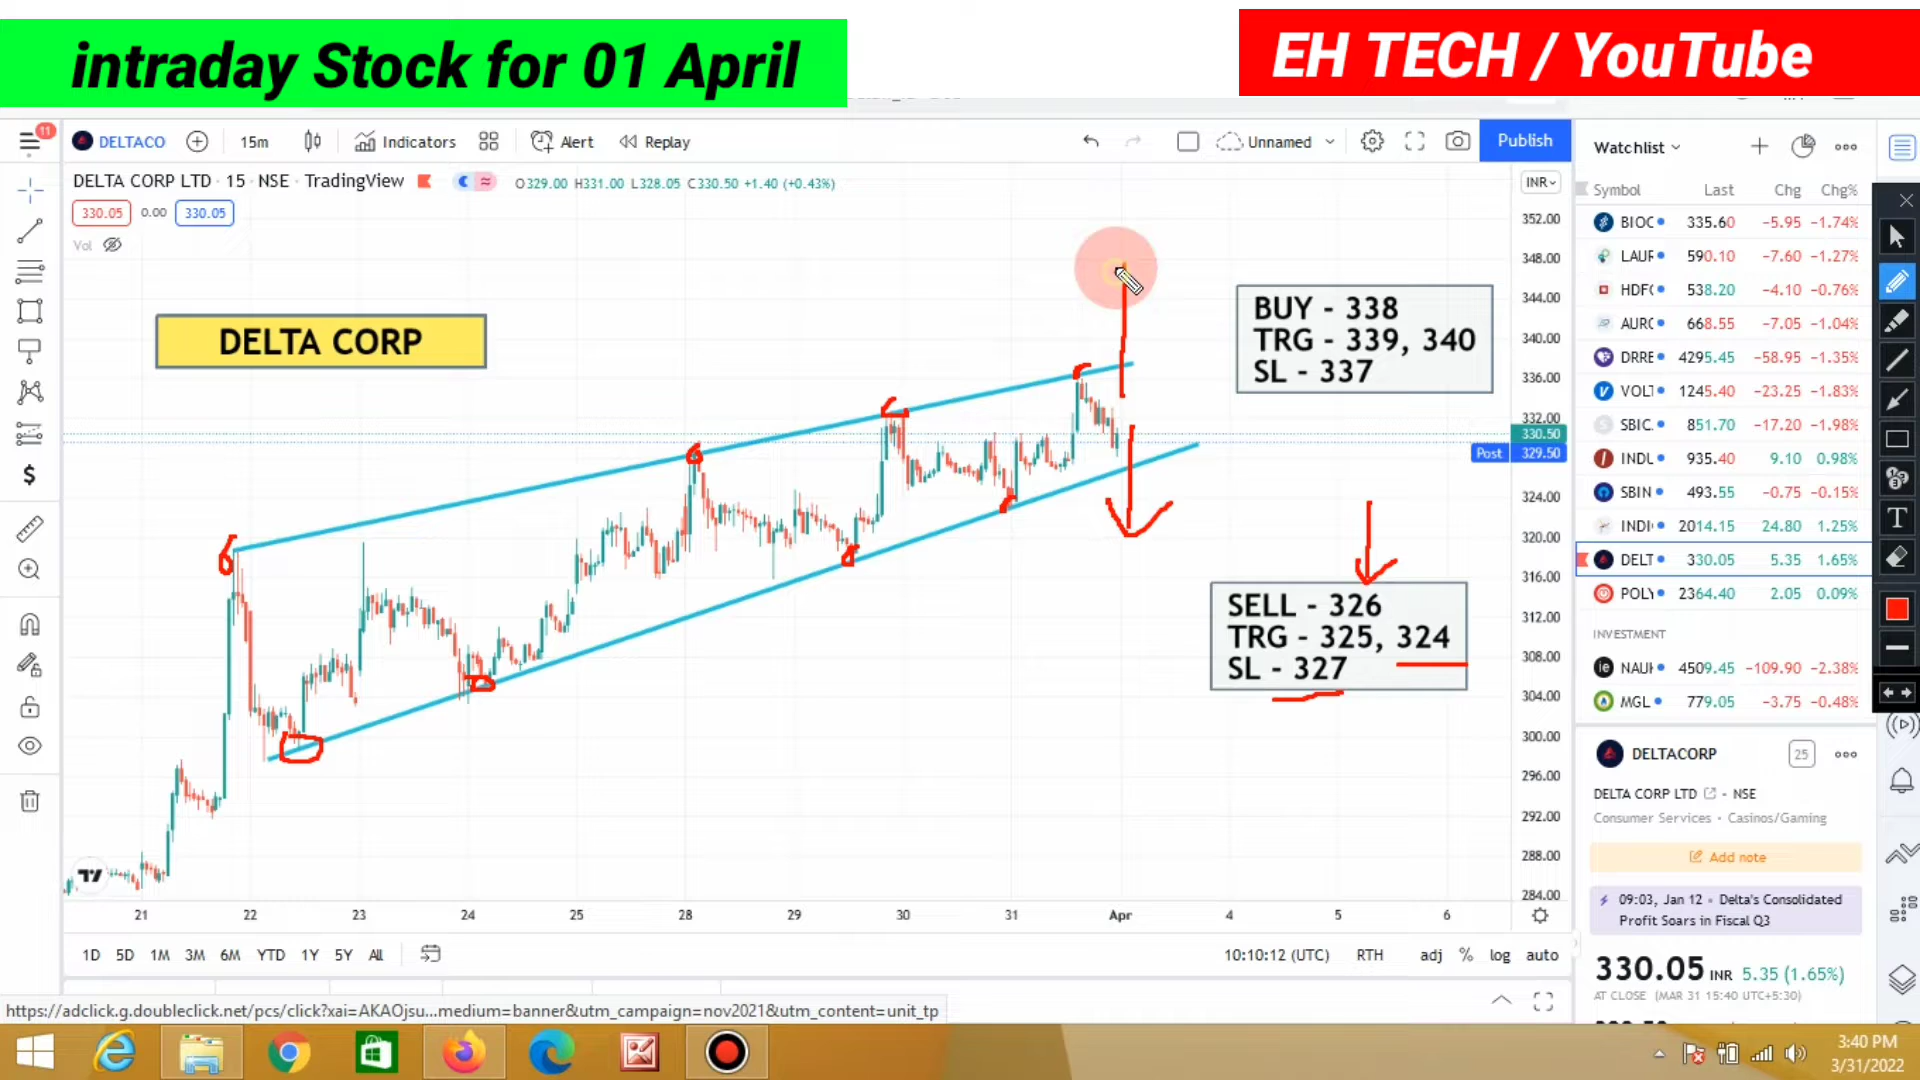 intraday Stock for 01 April
EH TECH / YouTube
11
DELTACO
15m
Indicators
Alert
Replay
Unnamed
Publish
Watchlist
DELTA CORP LTD · 15 · NSE · TradingView
O329.00 H331.00 L328.05 C330.50 +1.40 (+0.43%)
INR
330.05 0.00 330.05
Vol
Symbol Last Chg Chg%
BIOC 335.60 −5.95 −1.74%
LAUF 590.10 −7.60 −1.27%
HDF 538.20 −4.10 −0.76%
AURC 668.55 −7.05 −1.04%
DRRE 4295.45 −58.95 −1.35%
VOLT 1245.40 −23.25 −1.83%
SBIC 851.70 −17.20 −1.98%
INDU 935.40 9.10 0.98%
SBIN 493.55 −0.75 −0.15%
INDI 2014.15 24.80 1.25%
DELT 330.05 5.35 1.65%
POLY 2364.40 2.05 0.09%
INVESTMENT
NAUK 4509.45 −109.90 −2.38%
MGL 779.05 −3.75 −0.48%
DELTA CORP
BUY - 338
TRG - 339, 340
SL - 337
SELL - 326
TRG - 325, 324
SL - 327
352.00
348.00
344.00
340.00
336.00
332.00
330.50
Post 329.50
324.00
320.00
316.00
312.00
308.00
304.00
300.00
296.00
292.00
288.00
284.00
21 22 23 24 25 28 29 30 31 Apr 4 5 6
1D 5D 1M 3M 6M YTD 1Y 5Y All
10:10:12 (UTC) RTH adj % log auto
DELTACORP
25
DELTA CORP LTD · NSE
Consumer Services · Casinos/Gaming
Add note
09:03, Jan 12 · Delta's Consolidated
Profit Soars in Fiscal Q3
330.05 INR 5.35 (1.65%)
AT CLOSE (MAR 31 15:40 UTC+5:30)
https://adclick.g.doubleclick.net/pcs/click?xai=AKAOjsu...medium=banner&utm_campaign=nov2021&utm_content=unit_tp
3:40 PM
3/31/2022